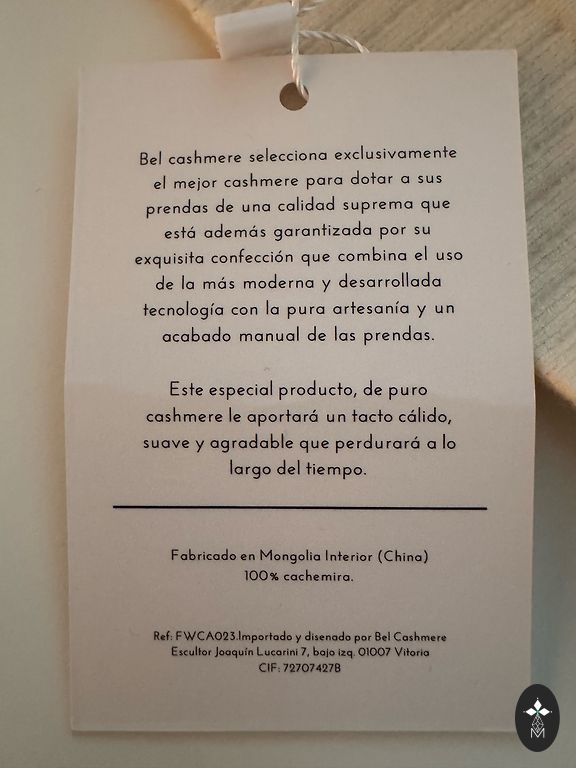 Bel cashmere selecciona exclusivamente
el mejor cashmere para dotar a sus
prendas de una calidad suprema que
está además garantizada por su
exquisita confección que combina el uso
de la más moderna y desarrollada
tecnología con la pura artesanía y un
acabado manual de las prendas.
Este especial producto, de puro
cashmere le aportará un tacto cálido,
suave y agradable que perdurará a lo
largo del tiempo.
Fabricado en Mongolia Interior (China)
100% cachemira.
Ref: FWCA023.Importado y disenado por Bel Cashmere
Escultor Joaquín Lucarini 7, bajo izq. 01007 Vitoria
CIF: 72707427B
M